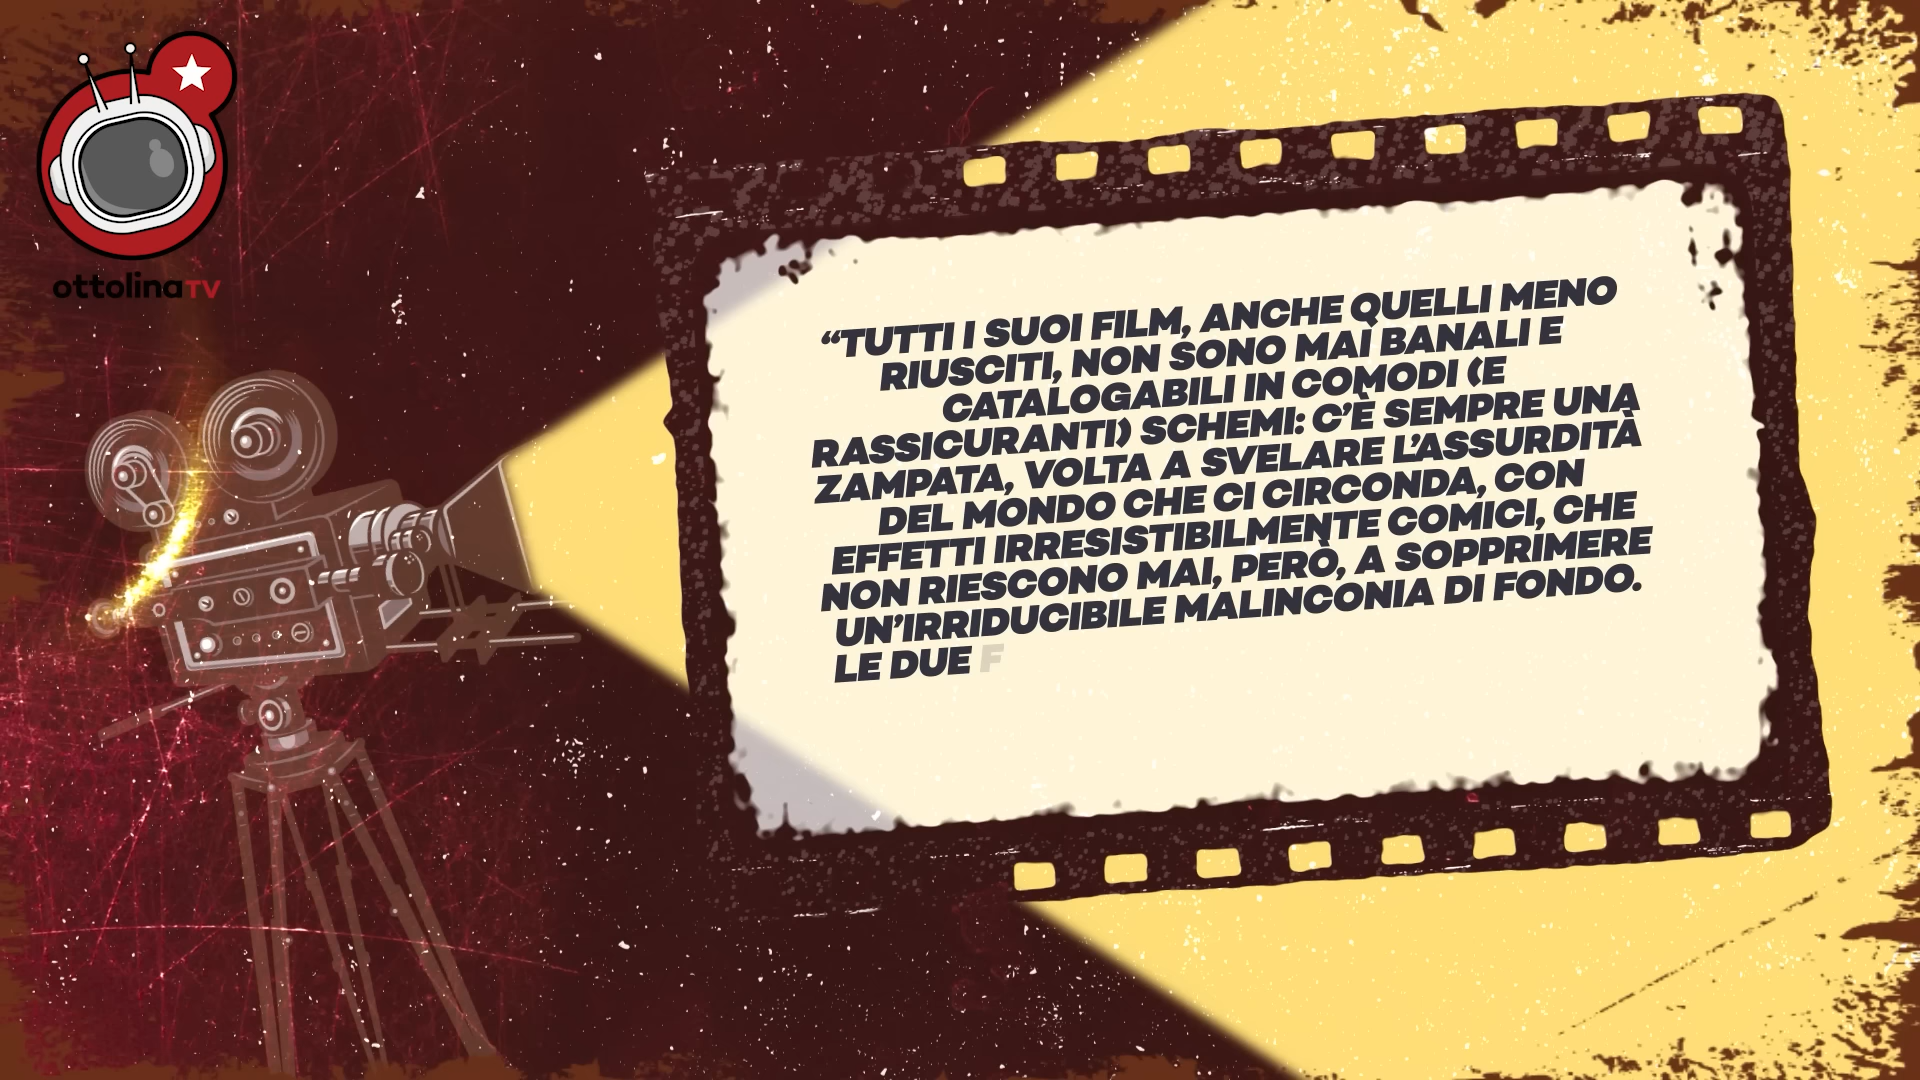 ottolinaTV
“TUTTI I SUOI FILM, ANCHE QUELLI MENO
RIUSCITI, NON SONO MAI BANALI E
CATALOGABILI IN COMODI (E
RASSICURANTI) SCHEMI: C’È SEMPRE UNA
ZAMPATA, VOLTA A SVELARE L’ASSURDITÀ
DEL MONDO CHE CI CIRCONDA, CON
EFFETTI IRRESISTIBILMENTE COMICI, CHE
NON RIESCONO MAI, PERÒ, A SOPPRIMERE
UN’IRRIDUCIBILE MALINCONIA DI FONDO.
LE DUE F